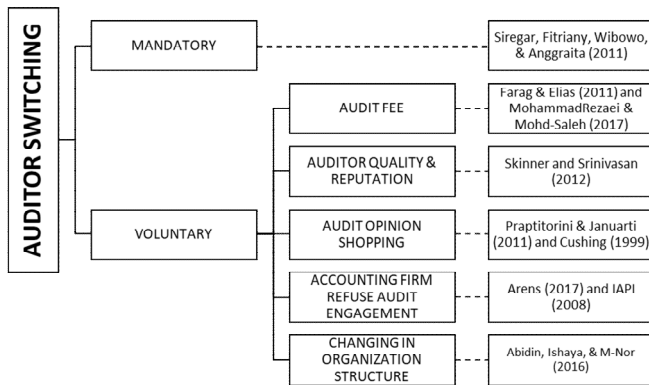 AUDITOR SWITCHING
MANDATORY
Siregar, Fitriany, Wibowo,
& Anggraita (2011)
VOLUNTARY
AUDIT FEE
Farag & Elias (2011) and
MohammadRezaei &
Mohd-Saleh (2017)
AUDITOR QUALITY &
REPUTATION
Skinner and Srinivasan
(2012)
AUDIT OPINION
SHOPPING
Praptitorini & Januarti
(2011) and Cushing (1999)
ACCOUNTING FIRM
REFUSE AUDIT
ENGAGEMENT
Arens (2017) and IAPI
(2008)
CHANGING IN
ORGANIZATION
STRUCTURE
Abidin, Ishaya, & M-Nor
(2016)